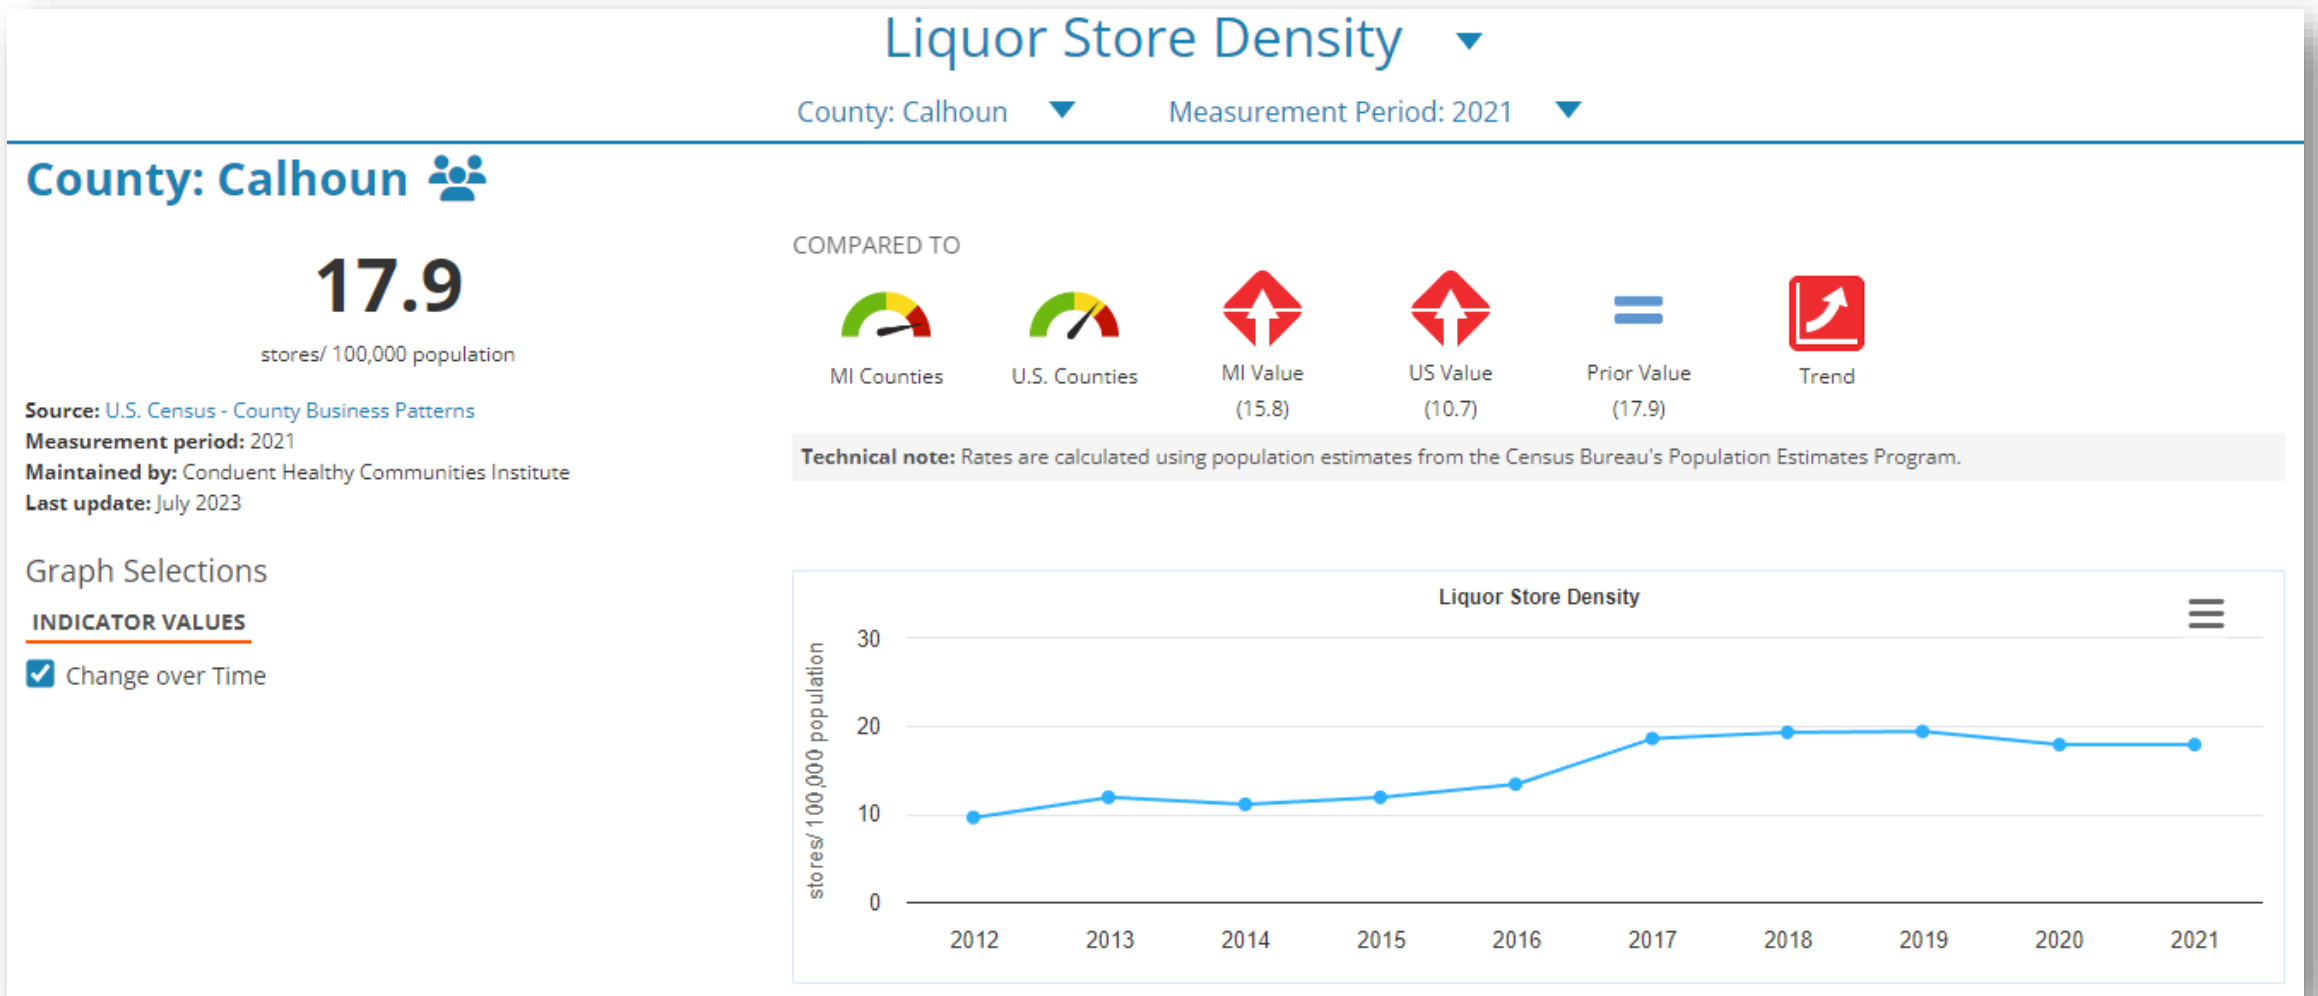 Liquor Store Density
County: Calhoun Measurement Period: 2021
County: Calhoun
17.9
stores/ 100,000 population
Source: U.S. Census - County Business Patterns
Measurement period: 2021
Maintained by: Conduent Healthy Communities Institute
Last update: July 2023
COMPARED TO
MI Counties
U.S. Counties
MI Value
(15.8)
US Value
(10.7)
Prior Value
(17.9)
Trend
Technical note: Rates are calculated using population estimates from the Census Bureau's Population Estimates Program.
Graph Selections
INDICATOR VALUES
Change over Time
Liquor Store Density
stores/ 100,000 population
30
20
10
0
2012 2013 2014 2015 2016 2017 2018 2019 2020 2021